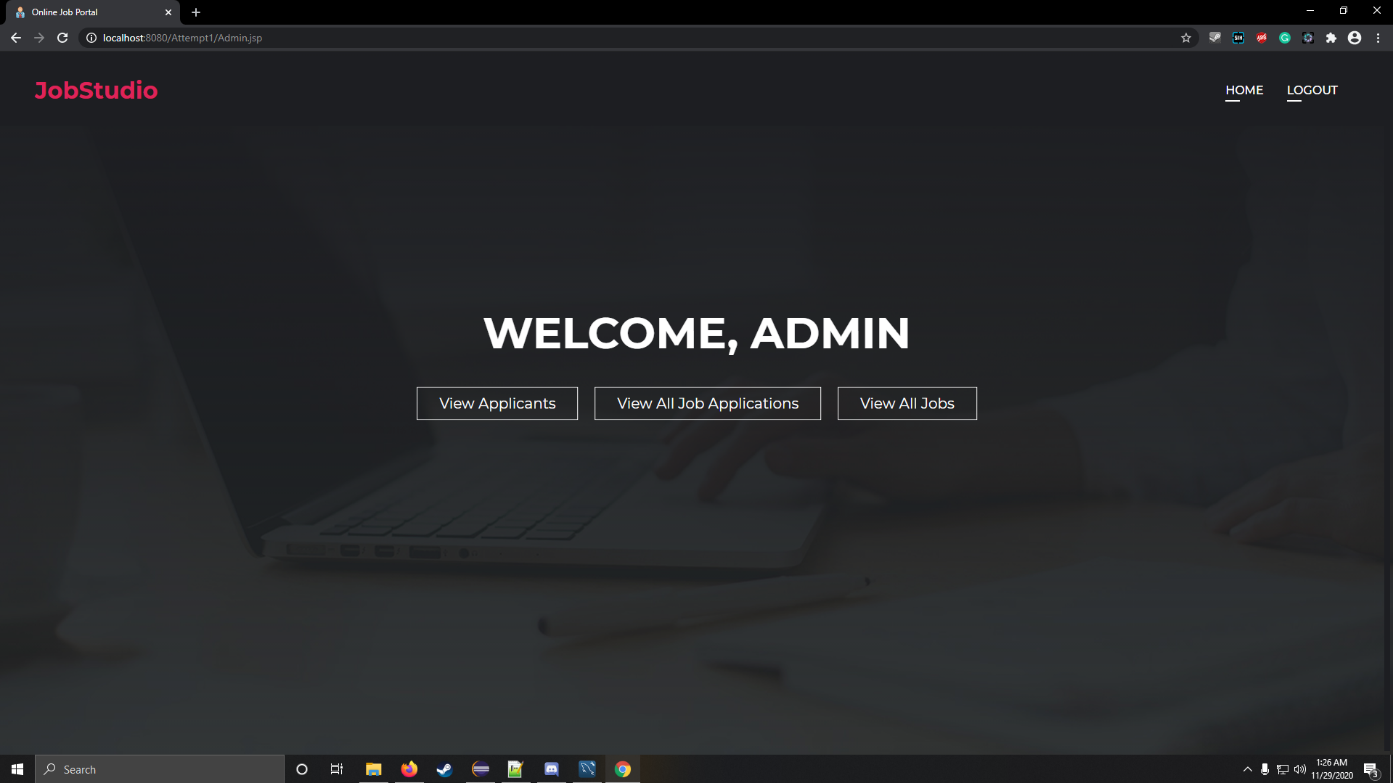 Online Job Portal
localhost:8080/Attempt1/Admin.jsp
JobStudio
HOME LOGOUT
WELCOME, ADMIN
View Applicants View All Job Applications View All Jobs
Search
1:26 AM
11/29/2020
3